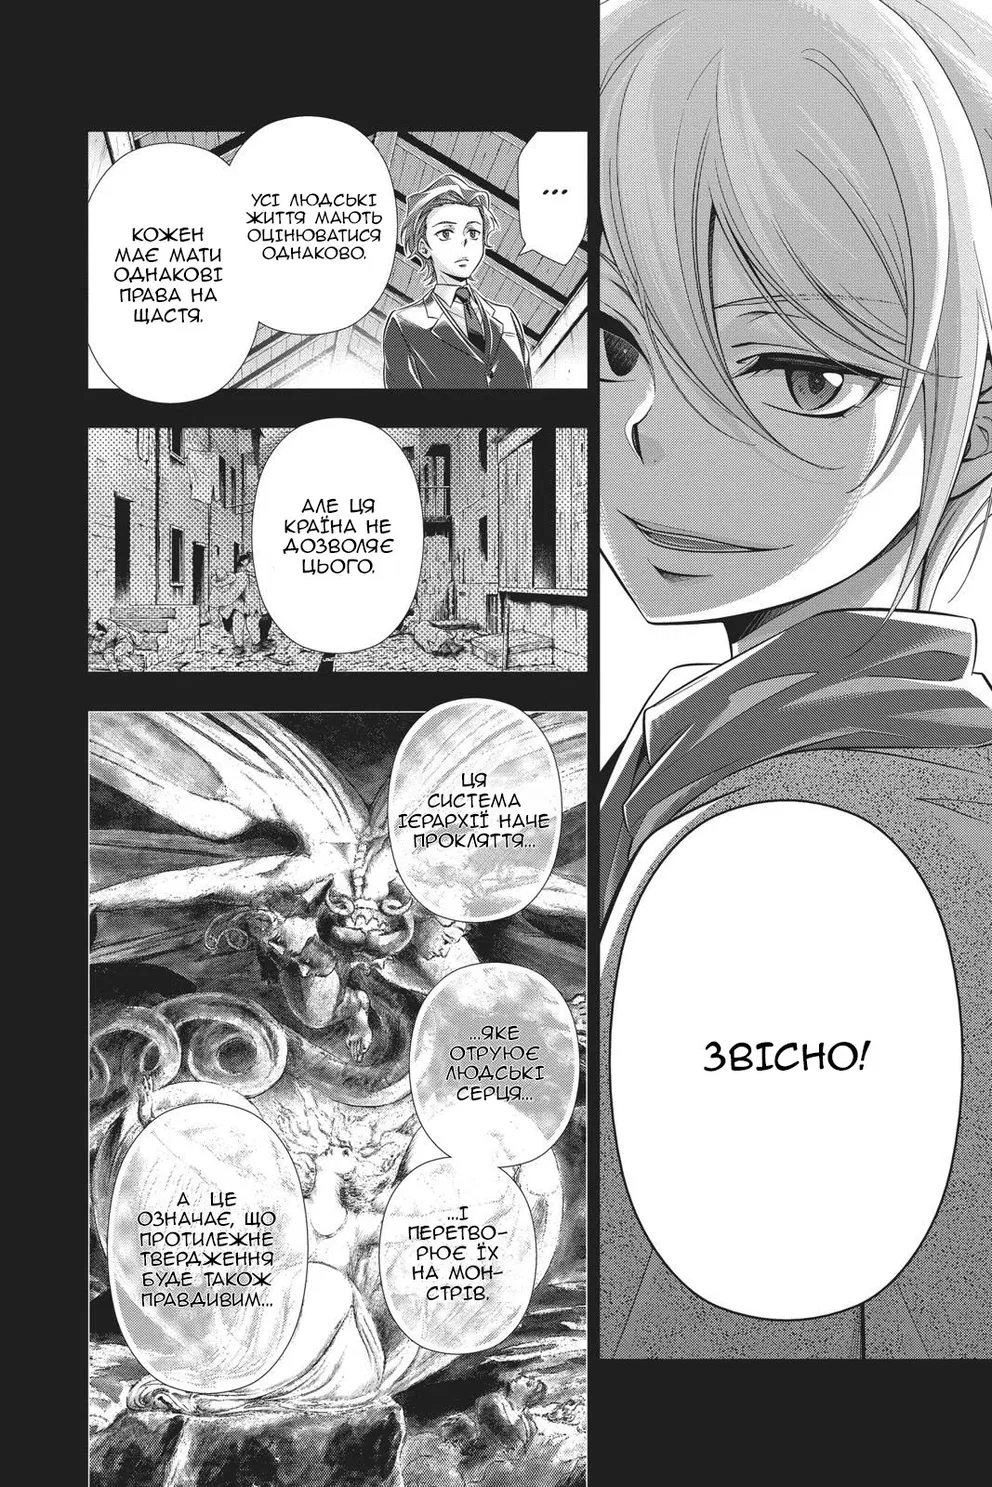 ЗВІСНО!
...
УСІ ЛЮДСЬКІ
ЖИТТЯ МАЮТЬ
ОЦІНЮВАТИСЯ
ОДНАКОВО.
КОЖЕН
МАЄ МАТИ
ОДНАКОВІ
ПРАВА НА
ЩАСТЯ.
АЛЕ ЦЯ
КРАЇНА НЕ
ДОЗВОЛЯЄ
ЦЬОГО.
ЦЯ
СИСТЕМА
ІЄРАРХІЇ НАЧЕ
ПРОКЛЯТТЯ...
...ЯКЕ
ОТРУЮЄ
ЛЮДСЬКІ
СЕРЦЯ...
...І
ПЕРЕТВО-
РЮЄ ЇХ
НА МОН-
СТРІВ.
А ЦЕ
ОЗНАЧАЄ, ЩО
ПРОТИЛЕЖНЕ
ТВЕРДЖЕННЯ
БУДЕ ТАКОЖ
ПРАВДИВИМ...